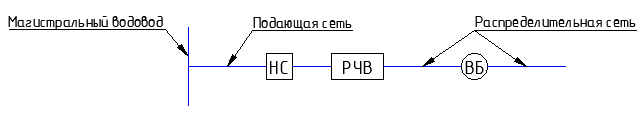 Магистральный водовод
Подающая сеть
Распределительная сеть
НС
РЧВ
ВБ